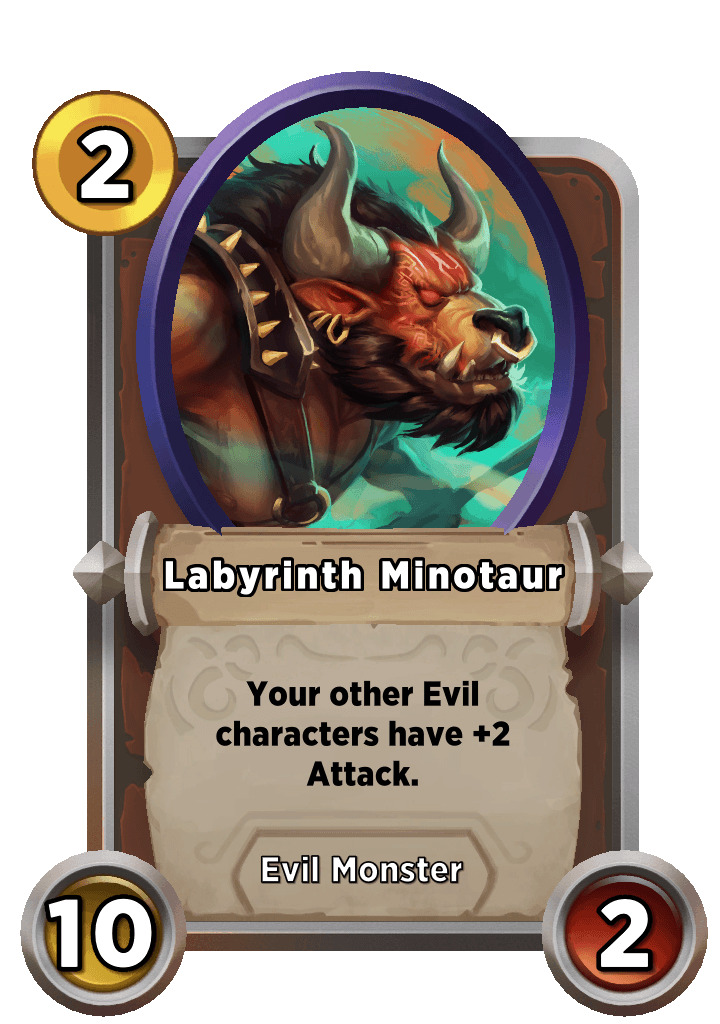 2
Labyrinth Minotaur
Your other Evil
characters have +2
Attack.
Evil Monster
10
2